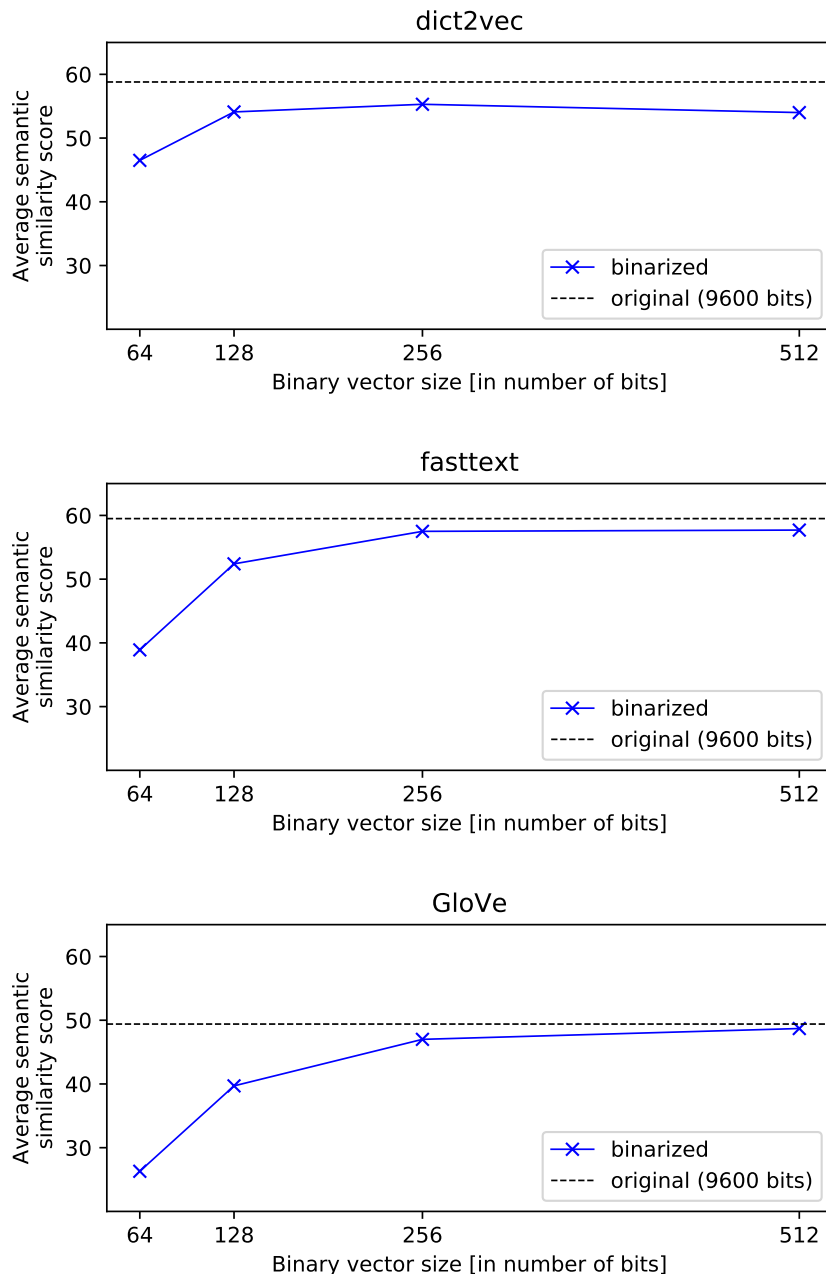 dict2vec
60
50
40
30
Average semantic
similarity score
binarized
original (9600 bits)
64 128 256 512
Binary vector size [in number of bits]
fasttext
60
50
40
30
Average semantic
similarity score
binarized
original (9600 bits)
64 128 256 512
Binary vector size [in number of bits]
GloVe
60
50
40
30
Average semantic
similarity score
binarized
original (9600 bits)
64 128 256 512
Binary vector size [in number of bits]